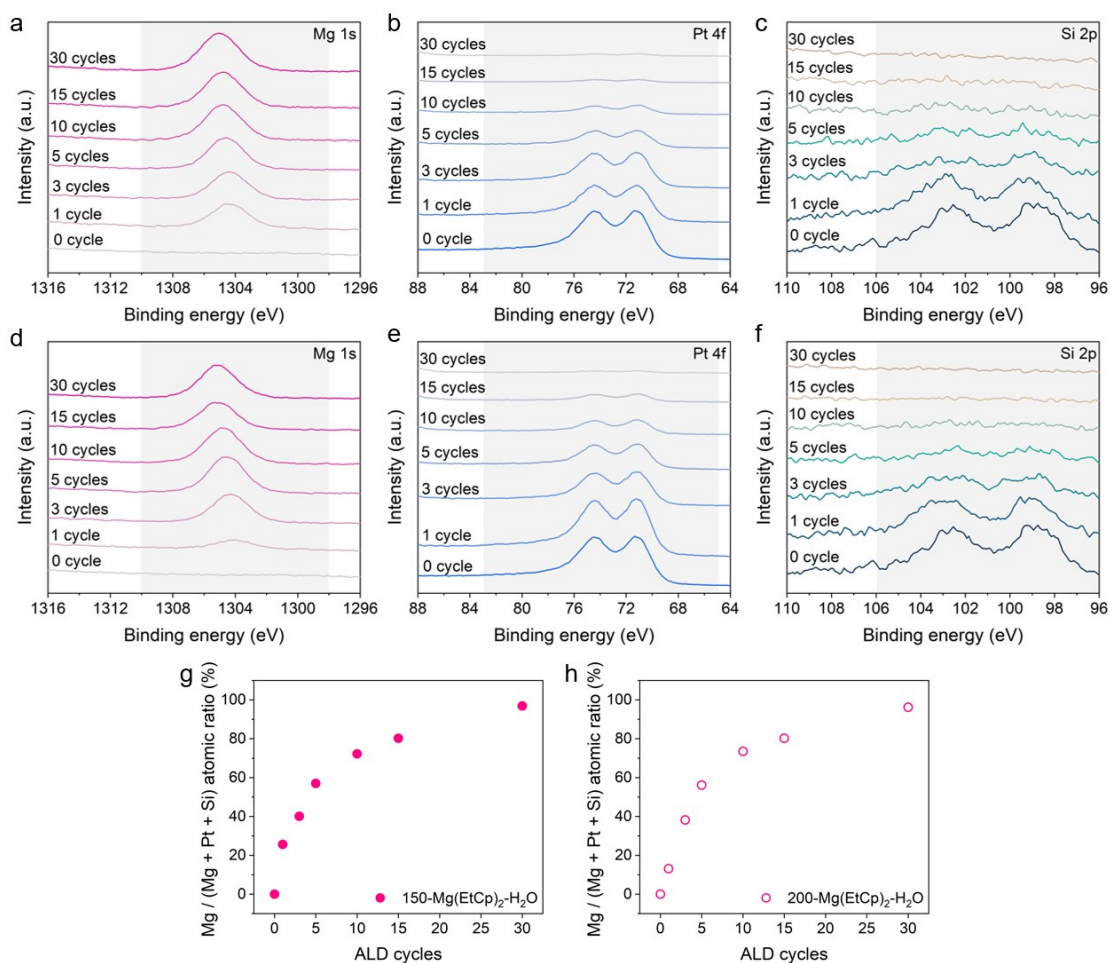 a
Mg 1s
30 cycles
15 cycles
10 cycles
5 cycles
3 cycles
1 cycle
0 cycle
Intensity (a.u.)
1316 1312 1308 1304 1300 1296
Binding energy (eV)
b
Pt 4f
30 cycles
15 cycles
10 cycles
5 cycles
3 cycles
1 cycle
0 cycle
Intensity (a.u.)
88 84 80 76 72 68 64
Binding energy (eV)
c
Si 2p
30 cycles
15 cycles
10 cycles
5 cycles
3 cycles
1 cycle
0 cycle
Intensity (a.u.)
110 108 106 104 102 100 98 96
Binding energy (eV)
d
Mg 1s
30 cycles
15 cycles
10 cycles
5 cycles
3 cycles
1 cycle
0 cycle
Intensity (a.u.)
1316 1312 1308 1304 1300 1296
Binding energy (eV)
e
Pt 4f
30 cycles
15 cycles
10 cycles
5 cycles
3 cycles
1 cycle
0 cycle
Intensity (a.u.)
88 84 80 76 72 68 64
Binding energy (eV)
f
Si 2p
30 cycles
15 cycles
10 cycles
5 cycles
3 cycles
1 cycle
0 cycle
Intensity (a.u.)
110 108 106 104 102 100 98 96
Binding energy (eV)
g
Mg / (Mg + Pt + Si) atomic ratio (%)
100
80
60
40
20
0
150-Mg(EtCp)₂-H₂O
0 5 10 15 20 25 30
ALD cycles
h
Mg / (Mg + Pt + Si) atomic ratio (%)
100
80
60
40
20
0
200-Mg(EtCp)₂-H₂O
0 5 10 15 20 25 30
ALD cycles